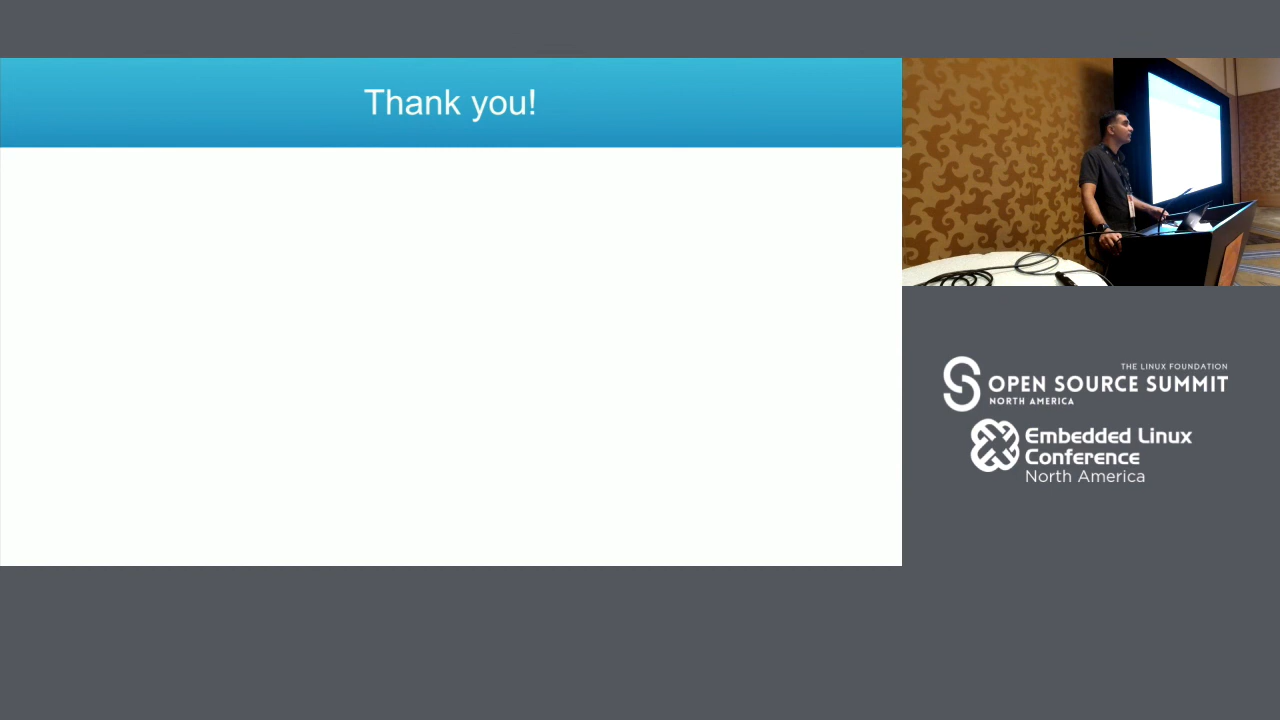 Thank you!
THE LINUX FOUNDATION
OPEN SOURCE SUMMIT
NORTH AMERICA
Embedded Linux
Conference
North America